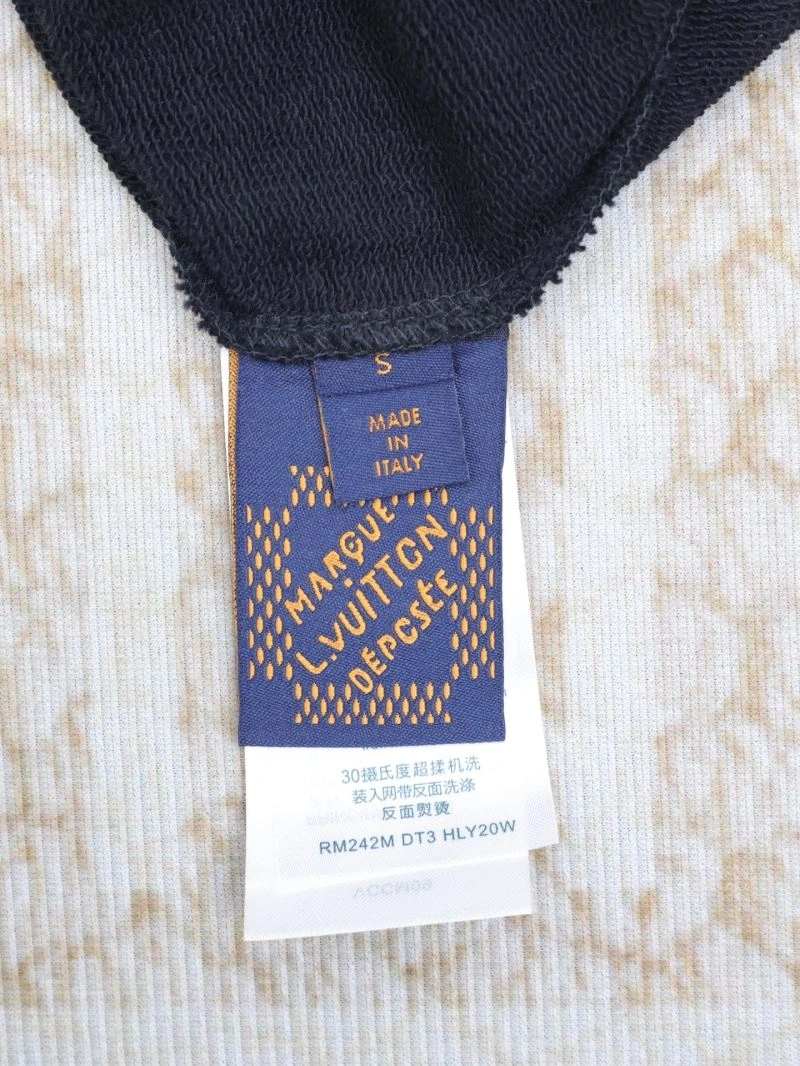 S
MADE
IN
ITALY
MARQUE
L.VUITTON
DÉPOSÉE
30摄氏度超揉机洗
装入网带反面洗涤
反面熨烫
RM242M DT3 HLY20W